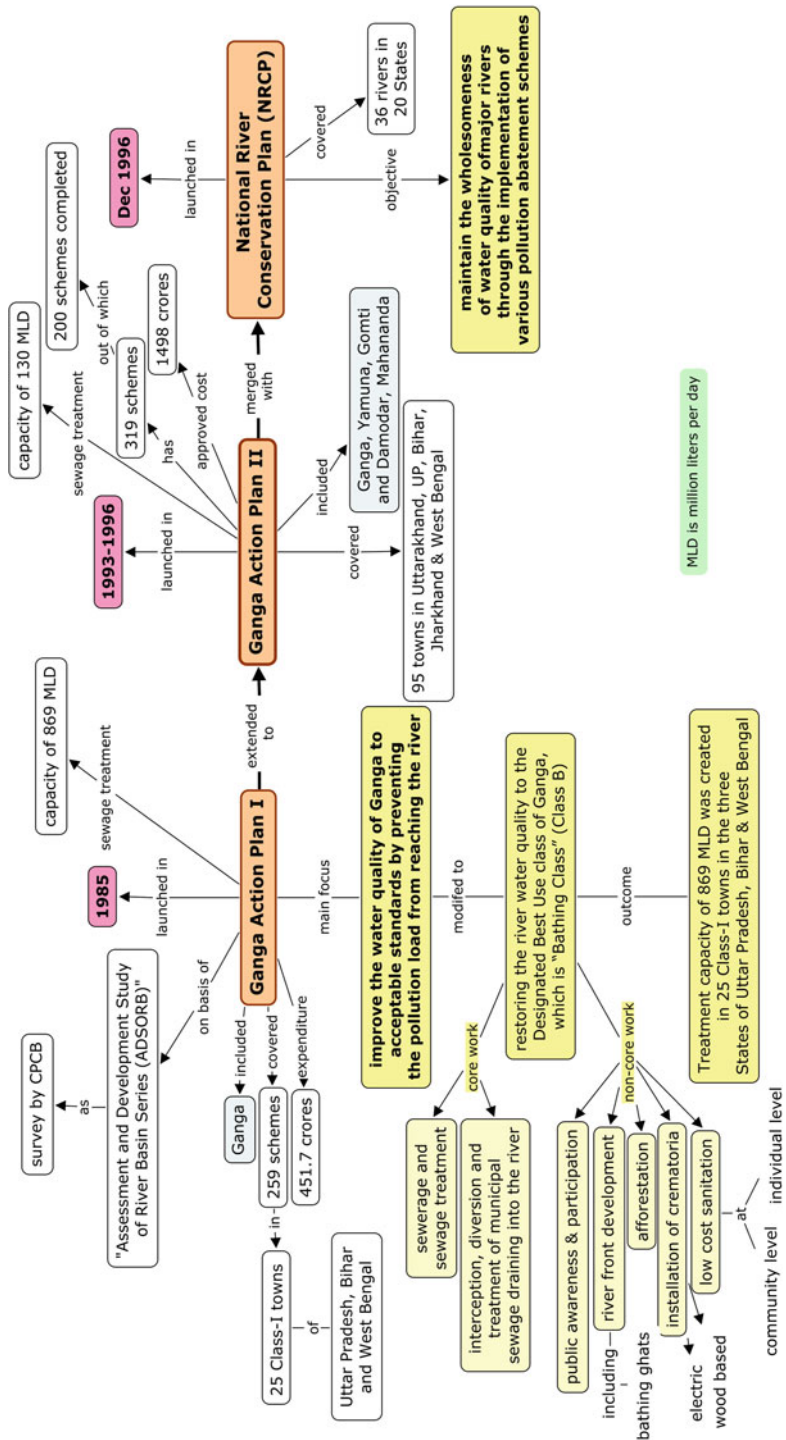 survey by CPCB
as
"Assessment and Development Study
of River Basin Series (ADSORB)"
on basis of
1985
launched in
capacity of 869 MLD
sewage treatment
Ganga Action Plan I
included
Ganga
covered
259 schemes
expenditure
451.7 crores
in
25 Class-I towns
of
Uttar Pradesh, Bihar
and West Bengal
main focus
improve the water quality of Ganga to
acceptable standards by preventing
the pollution load from reaching the river
modifed to
restoring the river water quality to the
Designated Best Use class of Ganga,
which is "Bathing Class" (Class B)
core work
sewerage and
sewage treatment
interception, diversion and
treatment of municipal
sewage draining into the river
non-core work
public awareness & participation
river front development
including
bathing ghats
afforestation
installation of crematoria
electric
wood based
low cost sanitation
at
community level
individual level
outcome
Treatment capacity of 869 MLD was created
in 25 Class-I towns in the three
States of Uttar Pradesh, Bihar & West Bengal
extended
to
Ganga Action Plan II
1993-1996
launched in
capacity of 130 MLD
sewage treatment
has
319 schemes
out of which
200 schemes completed
approved cost
1498 crores
included
Ganga, Yamuna, Gomti
and Damodar, Mahananda
covered
95 towns in Uttarakhand, UP, Bihar,
Jharkhand & West Bengal
merged
with
National River
Conservation Plan (NRCP)
Dec 1996
launched in
covered
36 rivers in
20 States
objective
maintain the wholesomeness
of water quality ofmajor rivers
through the implementation of
various pollution abatement schemes
MLD is million liters per day